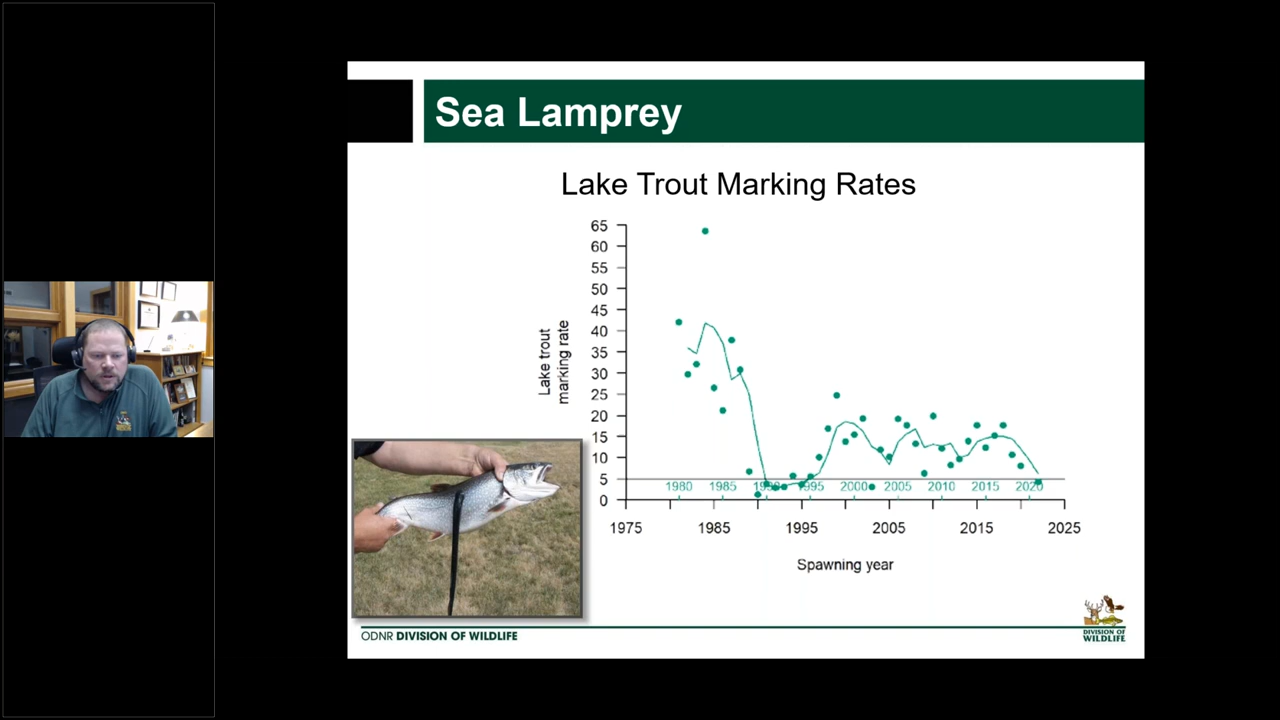 Sea Lamprey
Lake Trout Marking Rates
65
60
55
50
45
40
35
30
25
20
15
10
5
0
Lake trout
marking rate
1980 1985 1990 1995 2000 2005 2010 2015 2020
1975 1985 1995 2005 2015 2025
Spawning year
ODNR DIVISION OF WILDLIFE
DIVISION OF
WILDLIFE